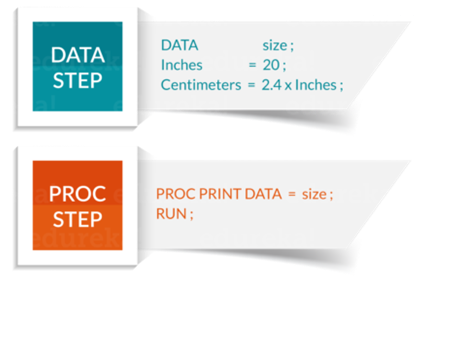 DATA STEP
DATA size ;
Inches = 20 ;
Centimeters = 2.4 x Inches ;
PROC STEP
PROC PRINT DATA = size ;
RUN ;